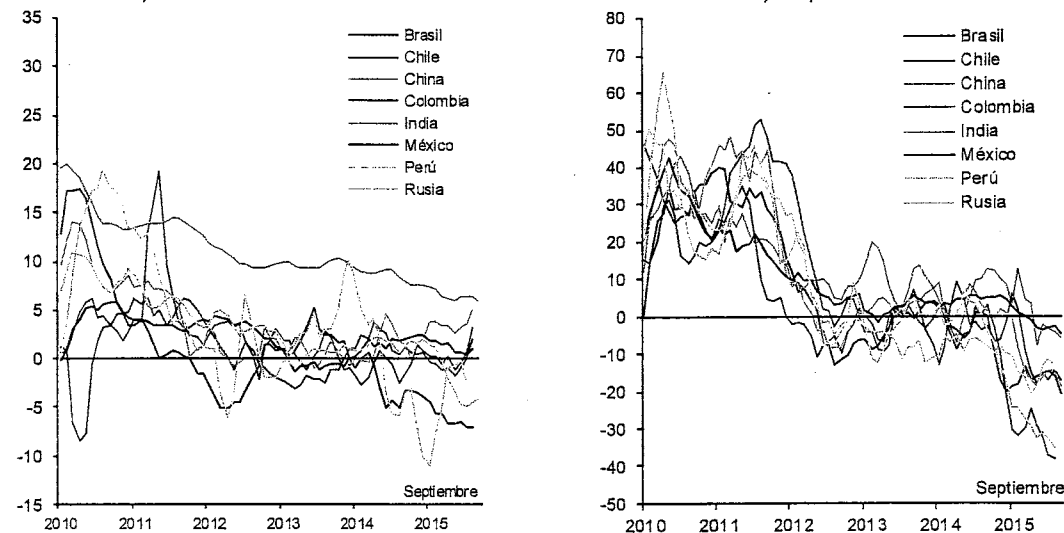 35
30
25
20
15
10
5
0
-5
-10
-15
Brasil
Chile
China
Colombia
India
México
Perú
Rusia
Septiembre
2010 2011 2012 2013 2014 2015
80
70
60
50
40
30
20
10
0
-10
-20
-30
-40
-50
Brasil
Chile
China
Colombia
India
México
Perú
Rusia
Septiembre
2010 2011 2012 2013 2014 2015